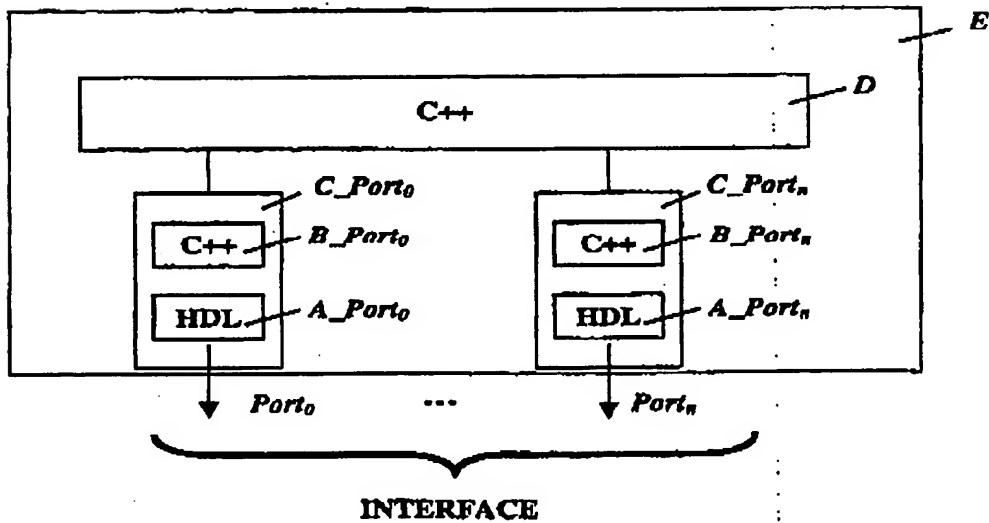 E
C++
D
C_Port₀ C_Portₙ
C++ B_Port₀ C++ B_Portₙ
HDL A_Port₀ HDL A_Portₙ
Port₀ ... Portₙ
INTERFACE